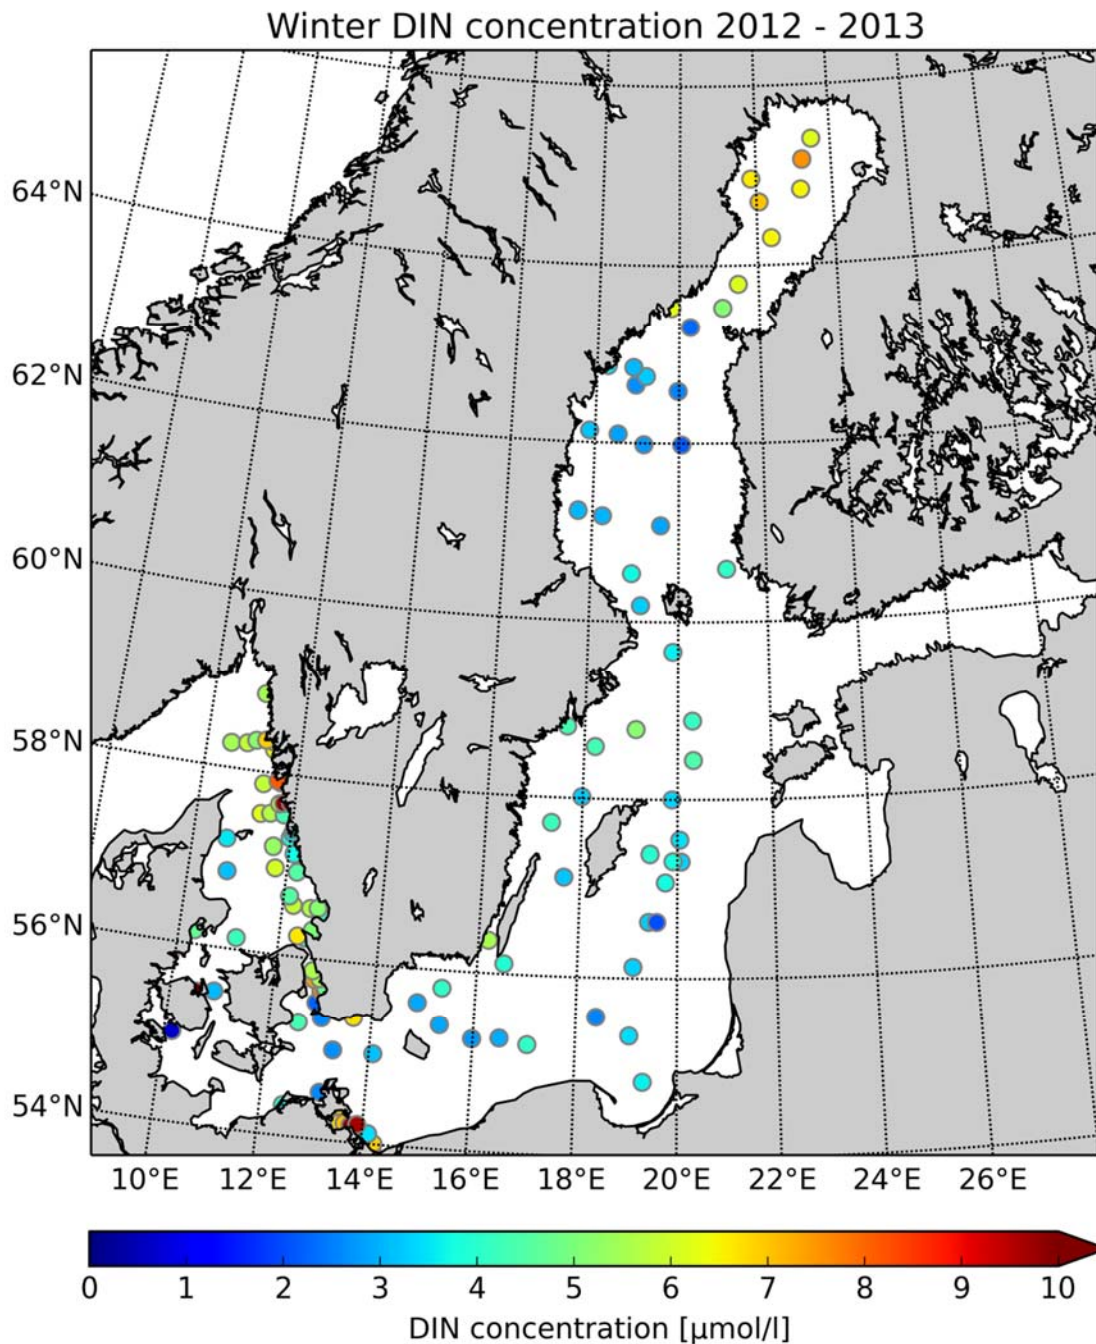 Winter DIN concentration 2012 - 2013
64°N
62°N
60°N
58°N
56°N
54°N
10°E 12°E 14°E 16°E 18°E 20°E 22°E 24°E 26°E
0 1 2 3 4 5 6 7 8 9 10
DIN concentration [µmol/l]